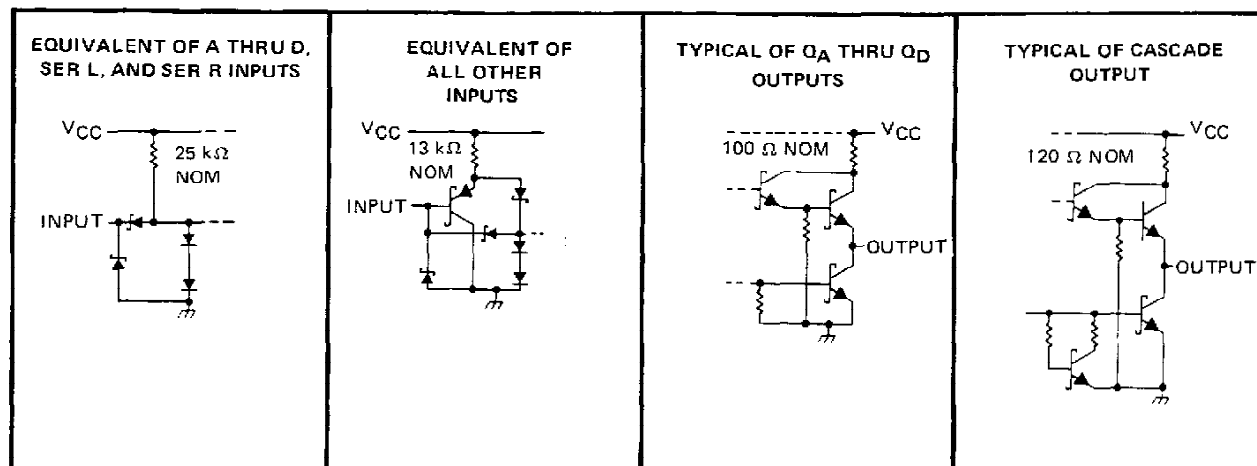 EQUIVALENT OF A THRU D,
SER L, AND SER R INPUTS
VCC
25 kΩ
NOM
INPUT
EQUIVALENT OF
ALL OTHER
INPUTS
VCC
13 kΩ
NOM
INPUT
TYPICAL OF QA THRU QD
OUTPUTS
VCC
100 Ω NOM
OUTPUT
TYPICAL OF CASCADE
OUTPUT
VCC
120 Ω NOM
OUTPUT